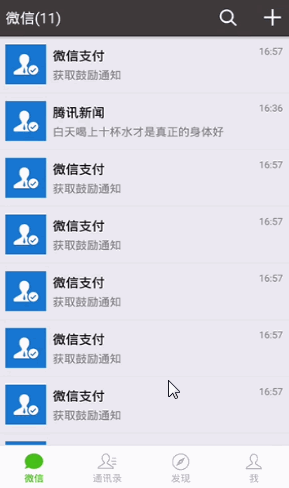 微信(11)
微信支付 16:57
获取鼓励通知
腾讯新闻 16:36
白天喝上十杯水才是真正的身体好
微信支付 16:57
获取鼓励通知
微信支付 16:57
获取鼓励通知
微信支付 16:57
获取鼓励通知
微信支付 16:57
获取鼓励通知
微信支付 16:57
获取鼓励通知
微信 通讯录 发现 我